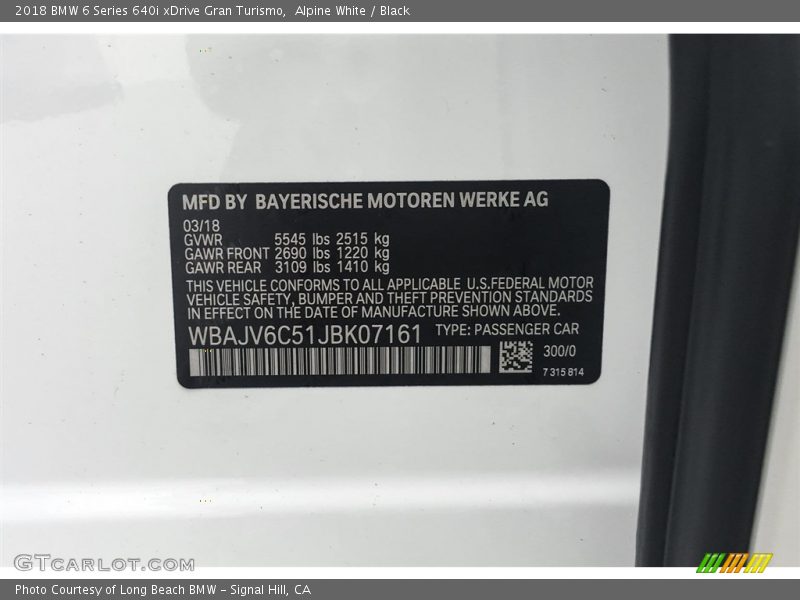 2018 BMW 6 Series 640i xDrive Gran Turismo, Alpine White / Black
MFD BY BAYERISCHE MOTOREN WERKE AG
03/18
GVWR 5545 lbs 2515 kg
GAWR FRONT 2690 lbs 1220 kg
GAWR REAR 3109 lbs 1410 kg
THIS VEHICLE CONFORMS TO ALL APPLICABLE U.S.FEDERAL MOTOR
VEHICLE SAFETY, BUMPER AND THEFT PREVENTION STANDARDS
IN EFFECT ON THE DATE OF MANUFACTURE SHOWN ABOVE.
WBAJV6C51JBK07161 TYPE: PASSENGER CAR
300/0
7 315 814
GTCARLOT.COM
Photo Courtesy of Long Beach BMW – Signal Hill, CA